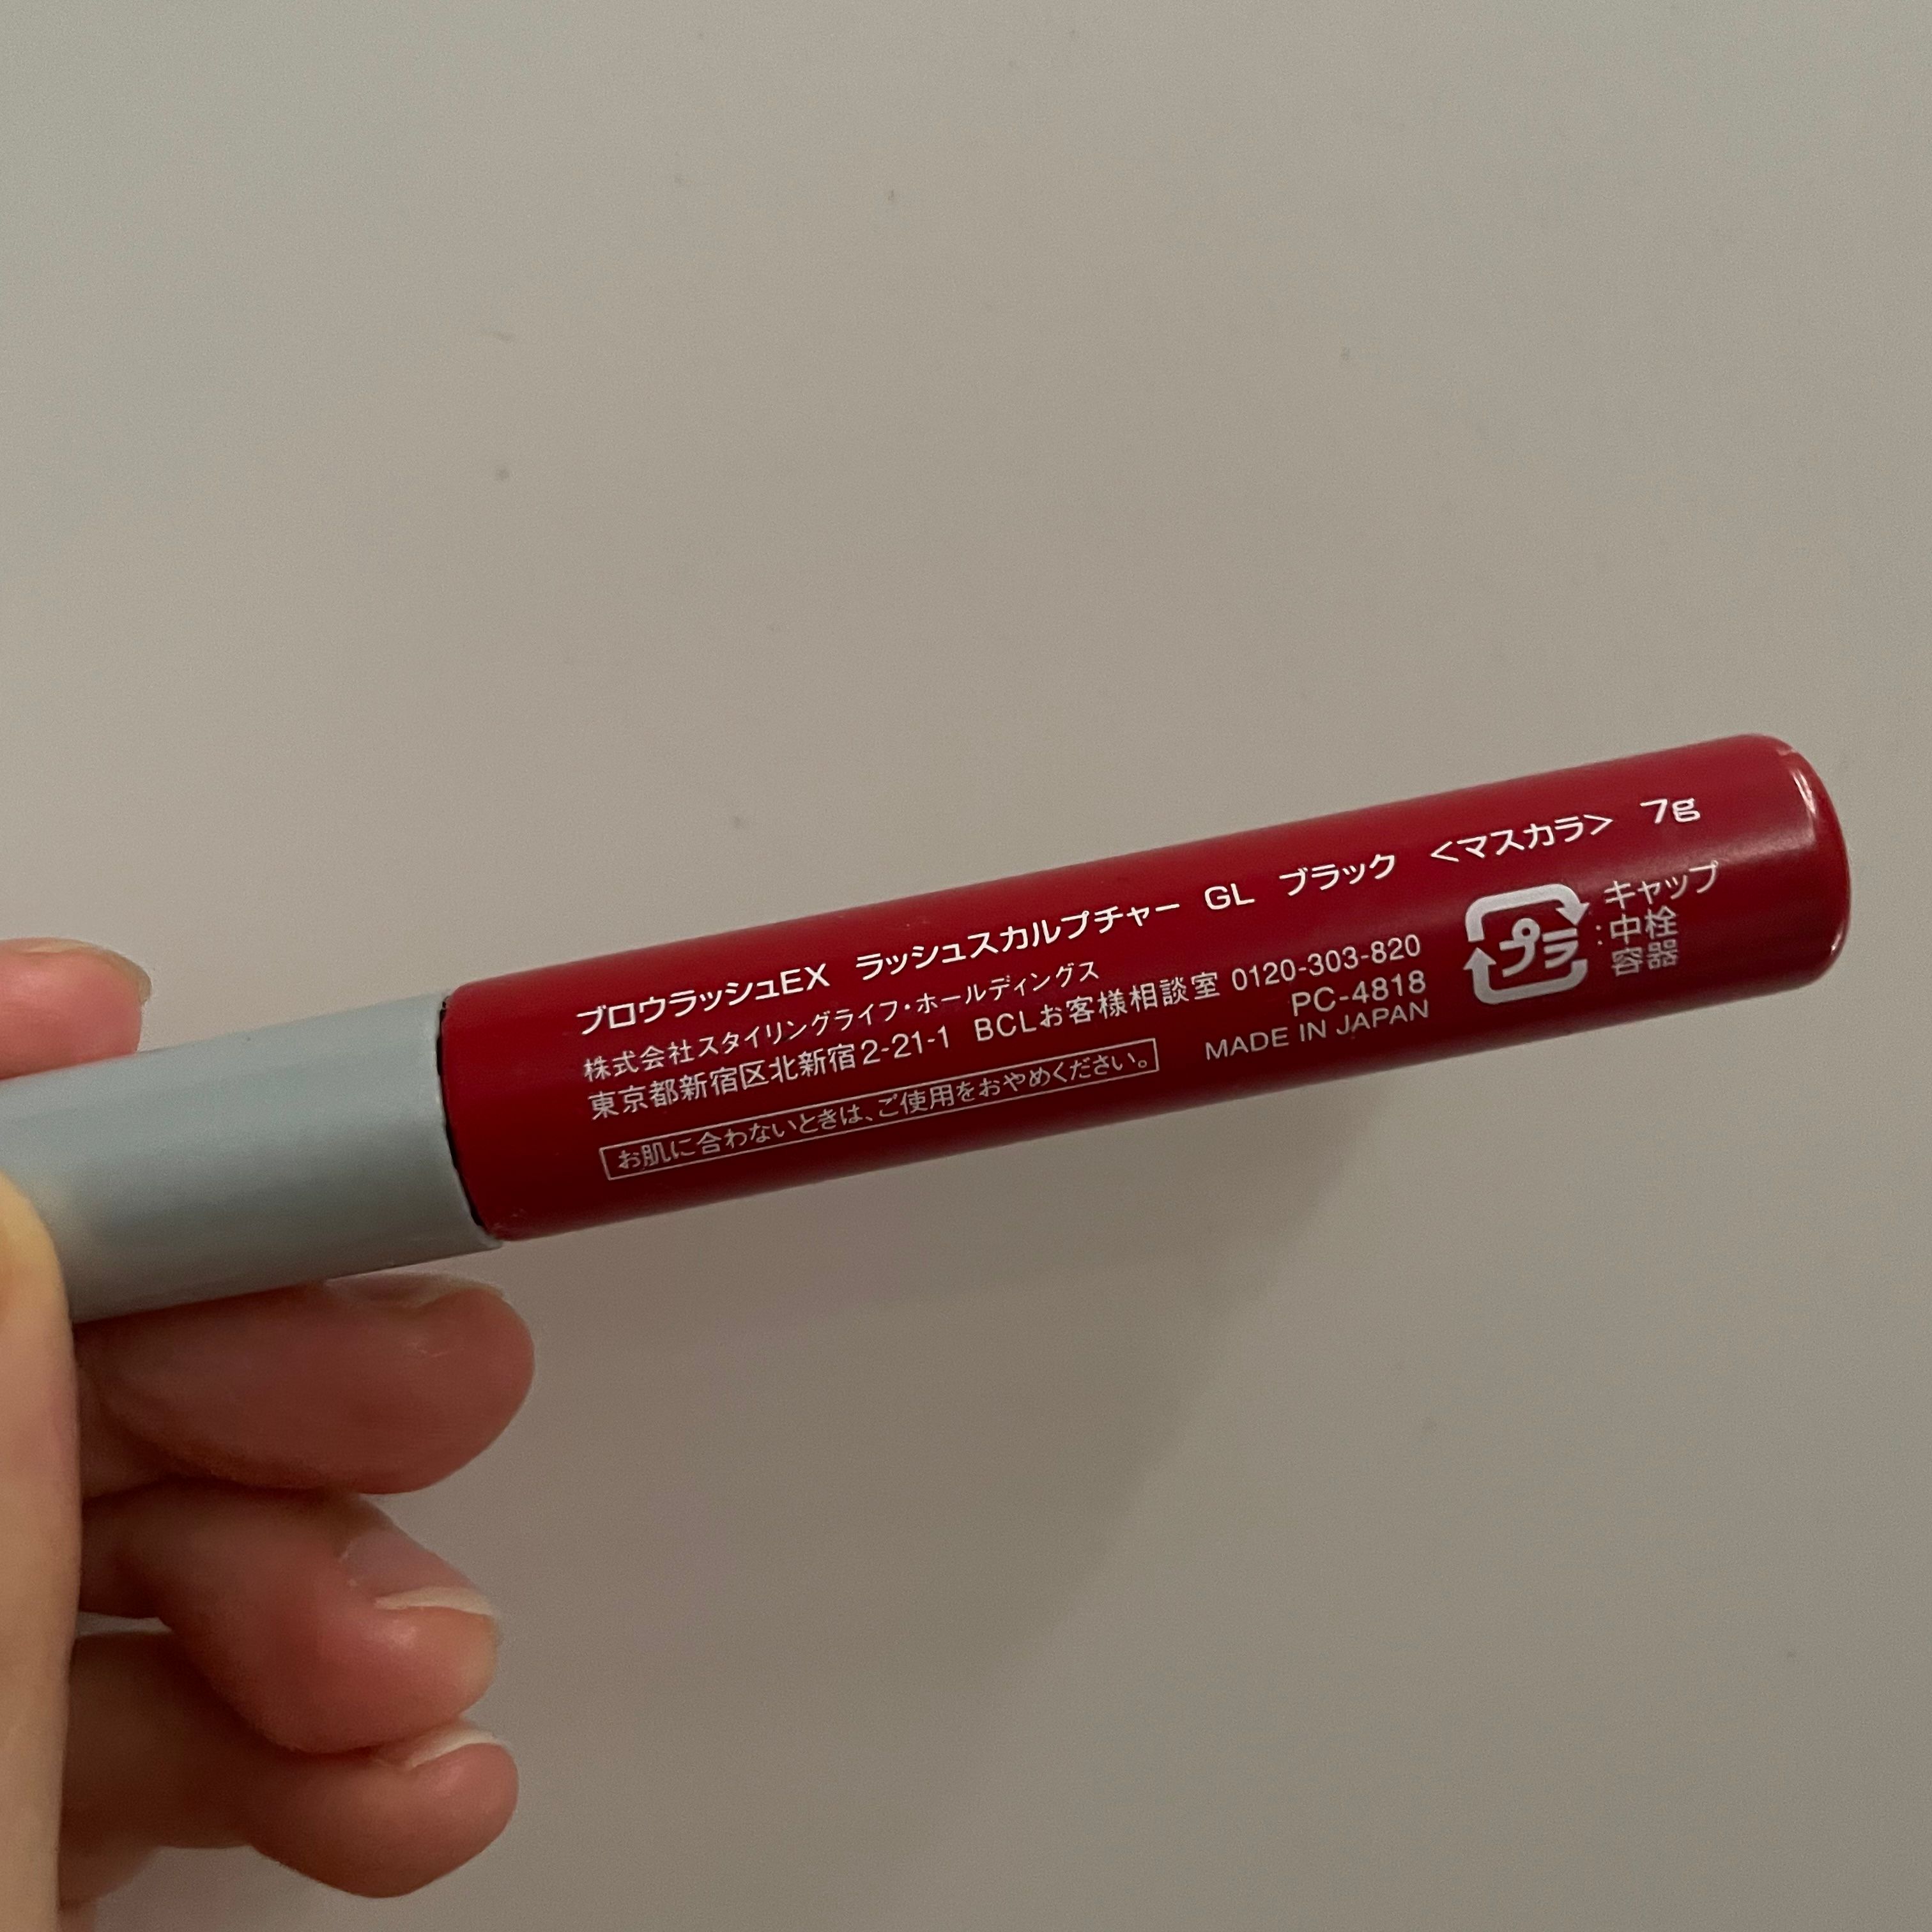 ブロウラッシュEX ラッシュスカルプチャー GL ブラック <マスカラ> 7g
株式会社スタイリングライフ・ホールディングス
東京都新宿区北新宿2-21-1 BCLお客様相談室 0120-303-820
PC-4818
MADE IN JAPAN
お肌に合わないときは、ご使用をおやめください。
プラ
:キャップ
中栓
容器